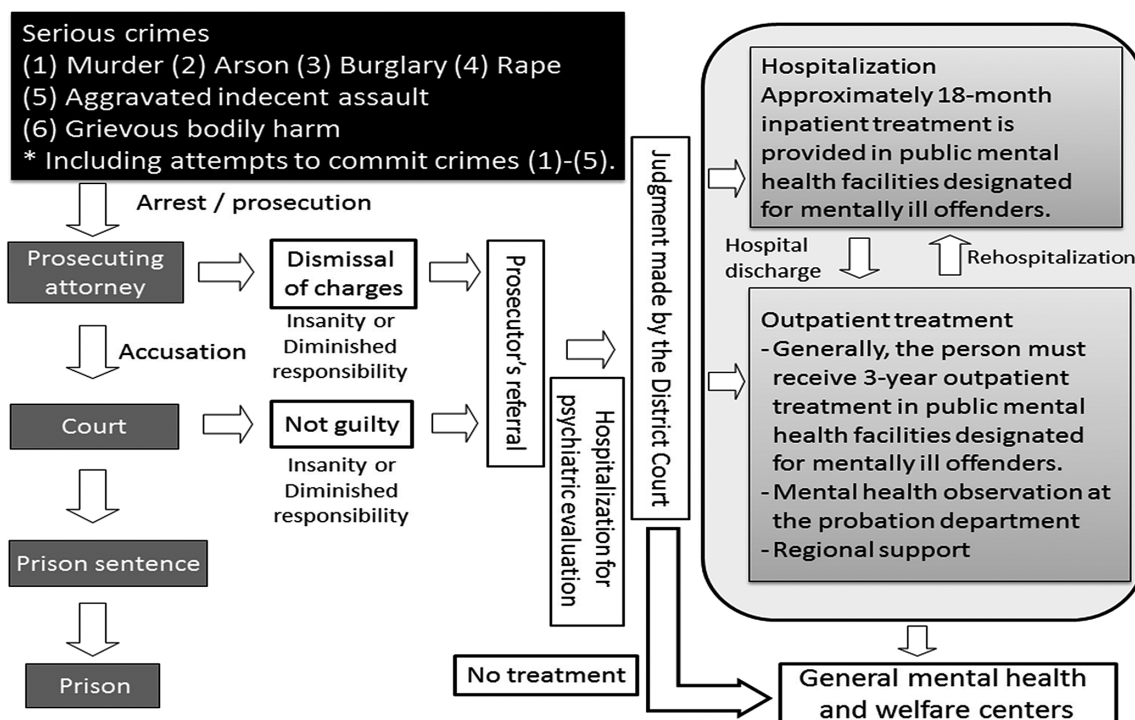 Serious crimes
(1) Murder (2) Arson (3) Burglary (4) Rape
(5) Aggravated indecent assault
(6) Grievous bodily harm
* Including attempts to commit crimes (1)-(5).
Arrest / prosecution
Prosecuting
attorney
Dismissal
of charges
Insanity or
Diminished
responsibility
Accusation
Court
Not guilty
Insanity or
Diminished
responsibility
Prison sentence
Prison
Prosecutor's referral
Hospitalization for
psychiatric evaluation
Judgment made by the District Court
No treatment
Hospitalization
Approximately 18-month
inpatient treatment is
provided in public mental
health facilities designated
for mentally ill offenders.
Hospital
discharge
Rehospitalization
Outpatient treatment
- Generally, the person must
receive 3-year outpatient
treatment in public mental
health facilities designated
for mentally ill offenders.
- Mental health observation at
the probation department
- Regional support
General mental health
and welfare centers